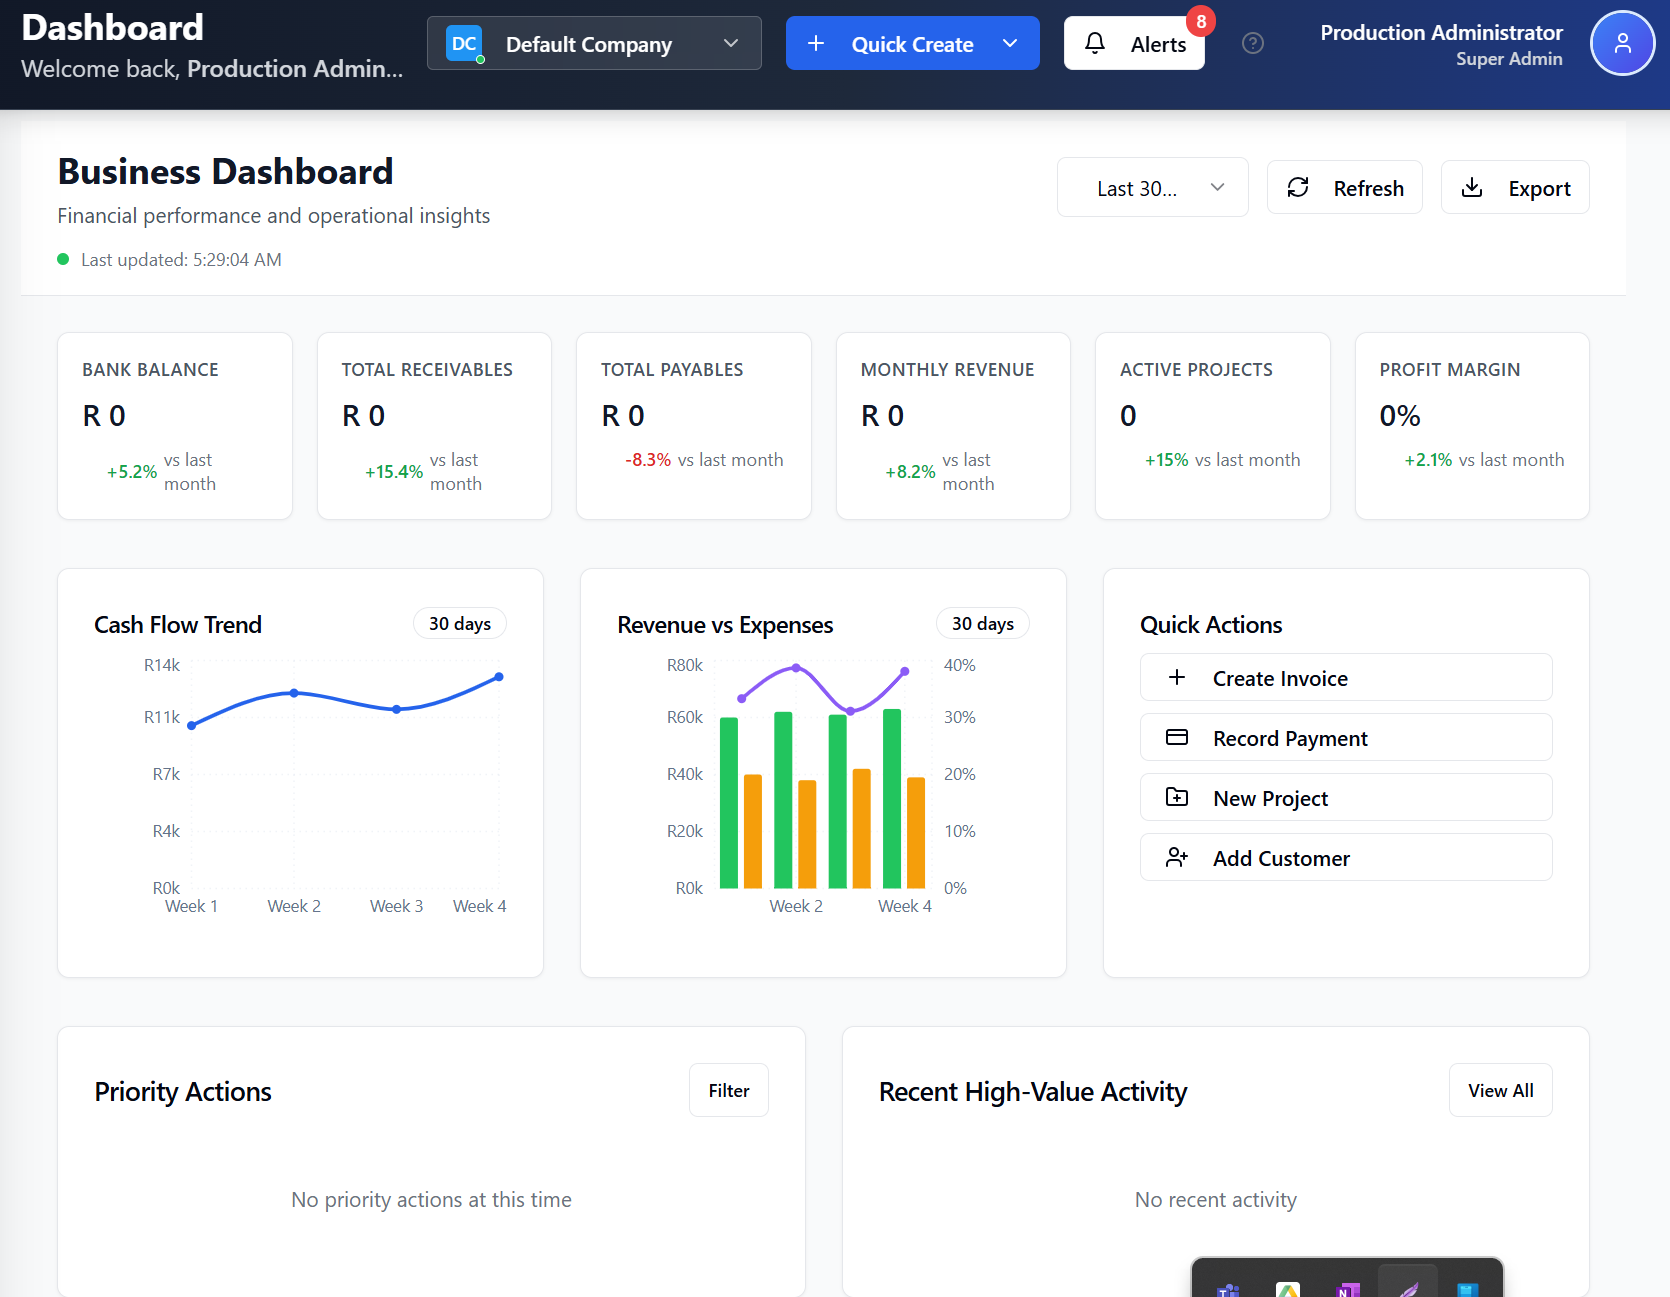 Dashboard
Welcome back, Production Admin...
DC
Default Company
Quick Create
Alerts
8
Production Administrator
Super Admin
Business Dashboard
Financial performance and operational insights
Last updated: 5:29:04 AM
Last 30...
Refresh
Export
BANK BALANCE
R 0
+5.2% vs last
month
TOTAL RECEIVABLES
R 0
+15.4% vs last
month
TOTAL PAYABLES
R 0
-8.3% vs last month
MONTHLY REVENUE
R 0
+8.2% vs last
month
ACTIVE PROJECTS
0
+15% vs last month
PROFIT MARGIN
0%
+2.1% vs last month
Cash Flow Trend
30 days
R14k
R11k
R7k
R4k
R0k
Week 1 Week 2 Week 3 Week 4
Revenue vs Expenses
30 days
R80k
R60k
R40k
R20k
R0k
40%
30%
20%
10%
0%
Week 2 Week 4
Quick Actions
Create Invoice
Record Payment
New Project
Add Customer
Priority Actions
Filter
No priority actions at this time
Recent High-Value Activity
View All
No recent activity
T
N